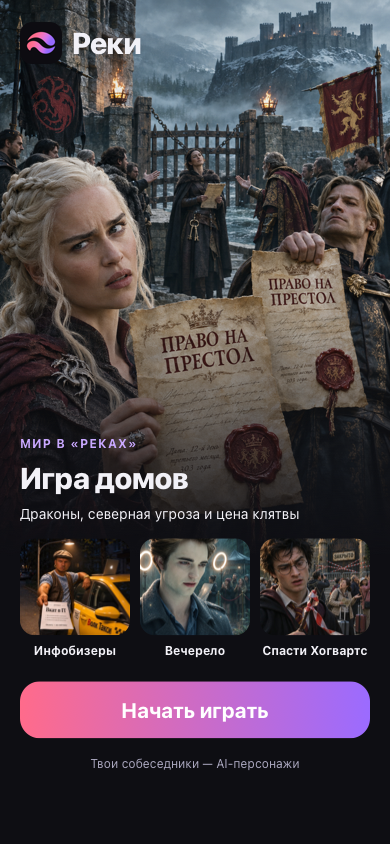 Реки
ПРАВО НА
ПРЕСТОЛ
ПРАВО НА
ПРЕСТОЛ
МИР В «РЕКАХ»
Игра домов
Драконы, северная угроза и цена клятвы
Инфобизеры
Вечерело
Спасти Хогвартс
Начать играть
Твои собеседники — AI-персонажи